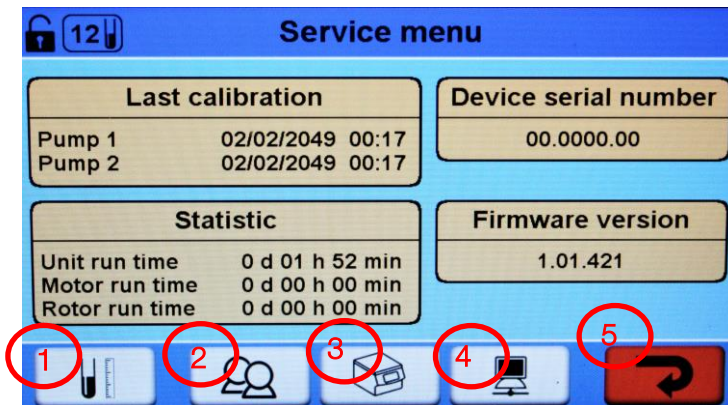 12
Service menu
Last calibration
Pump 1 02/02/2049 00:17
Pump 2 02/02/2049 00:17
Device serial number
00.0000.00
Statistic
Unit run time 0 d 01 h 52 min
Motor run time 0 d 00 h 00 min
Rotor run time 0 d 00 h 00 min
Firmware version
1.01.421
1
2
3
4
5